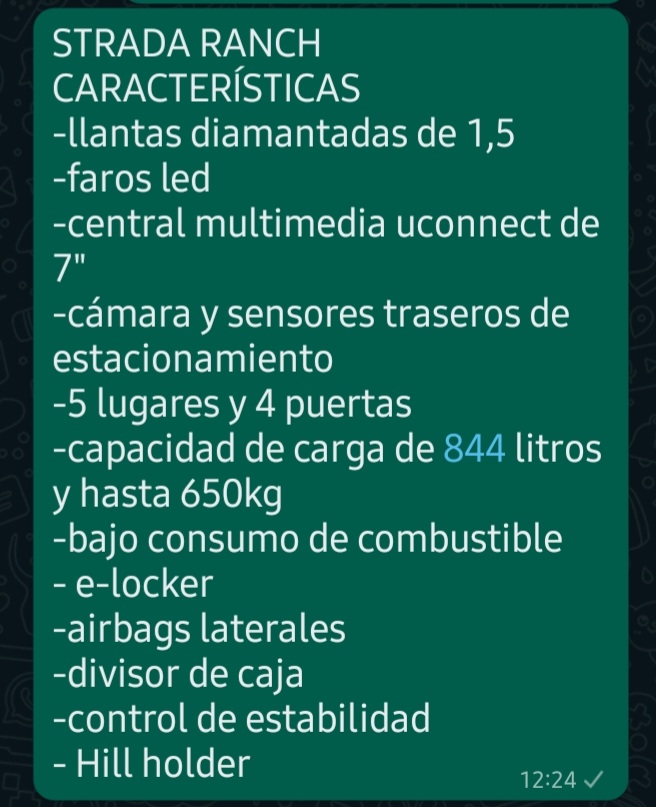 STRADA RANCH
CARACTERÍSTICAS
-llantas diamantadas de 1,5
-faros led
-central multimedia uconnect de
7"
-cámara y sensores traseros de
estacionamiento
-5 lugares y 4 puertas
-capacidad de carga de 844 litros
y hasta 650kg
-bajo consumo de combustible
- e-locker
-airbags laterales
-divisor de caja
-control de estabilidad
- Hill holder
12:24